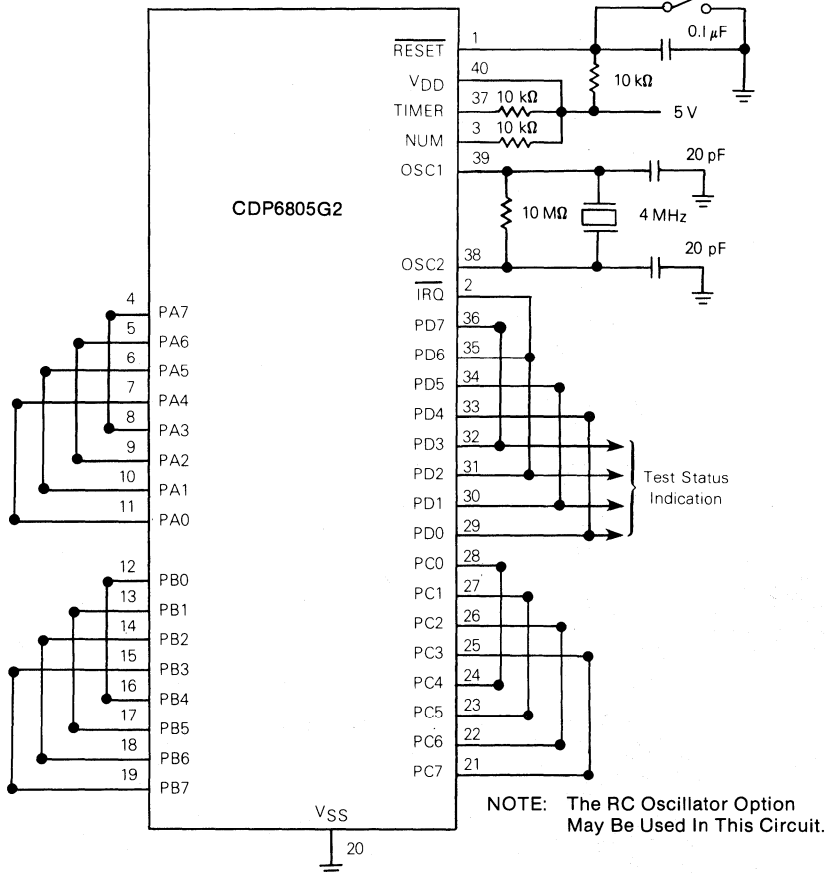 CDP6805G2
RESET 1
VDD 40
TIMER 37
NUM 3
OSC1 39
OSC2 38
IRQ 2
PD7 36
PD6 35
PD5 34
PD4 33
PD3 32
PD2 31
PD1 30
PD0 29
PC0 28
PC1 27
PC2 26
PC3 25
PC4 24
PC5 23
PC6 22
PC7 21
4 PA7
5 PA6
6 PA5
7 PA4
8 PA3
9 PA2
10 PA1
11 PA0
12 PB0
13 PB1
14 PB2
15 PB3
16 PB4
17 PB5
18 PB6
19 PB7
VSS
20
0.1 µF
10 kΩ
10 kΩ
10 kΩ
5 V
20 pF
10 MΩ
4 MHz
20 pF
Test Status
Indication
NOTE: The RC Oscillator Option
May Be Used In This Circuit.